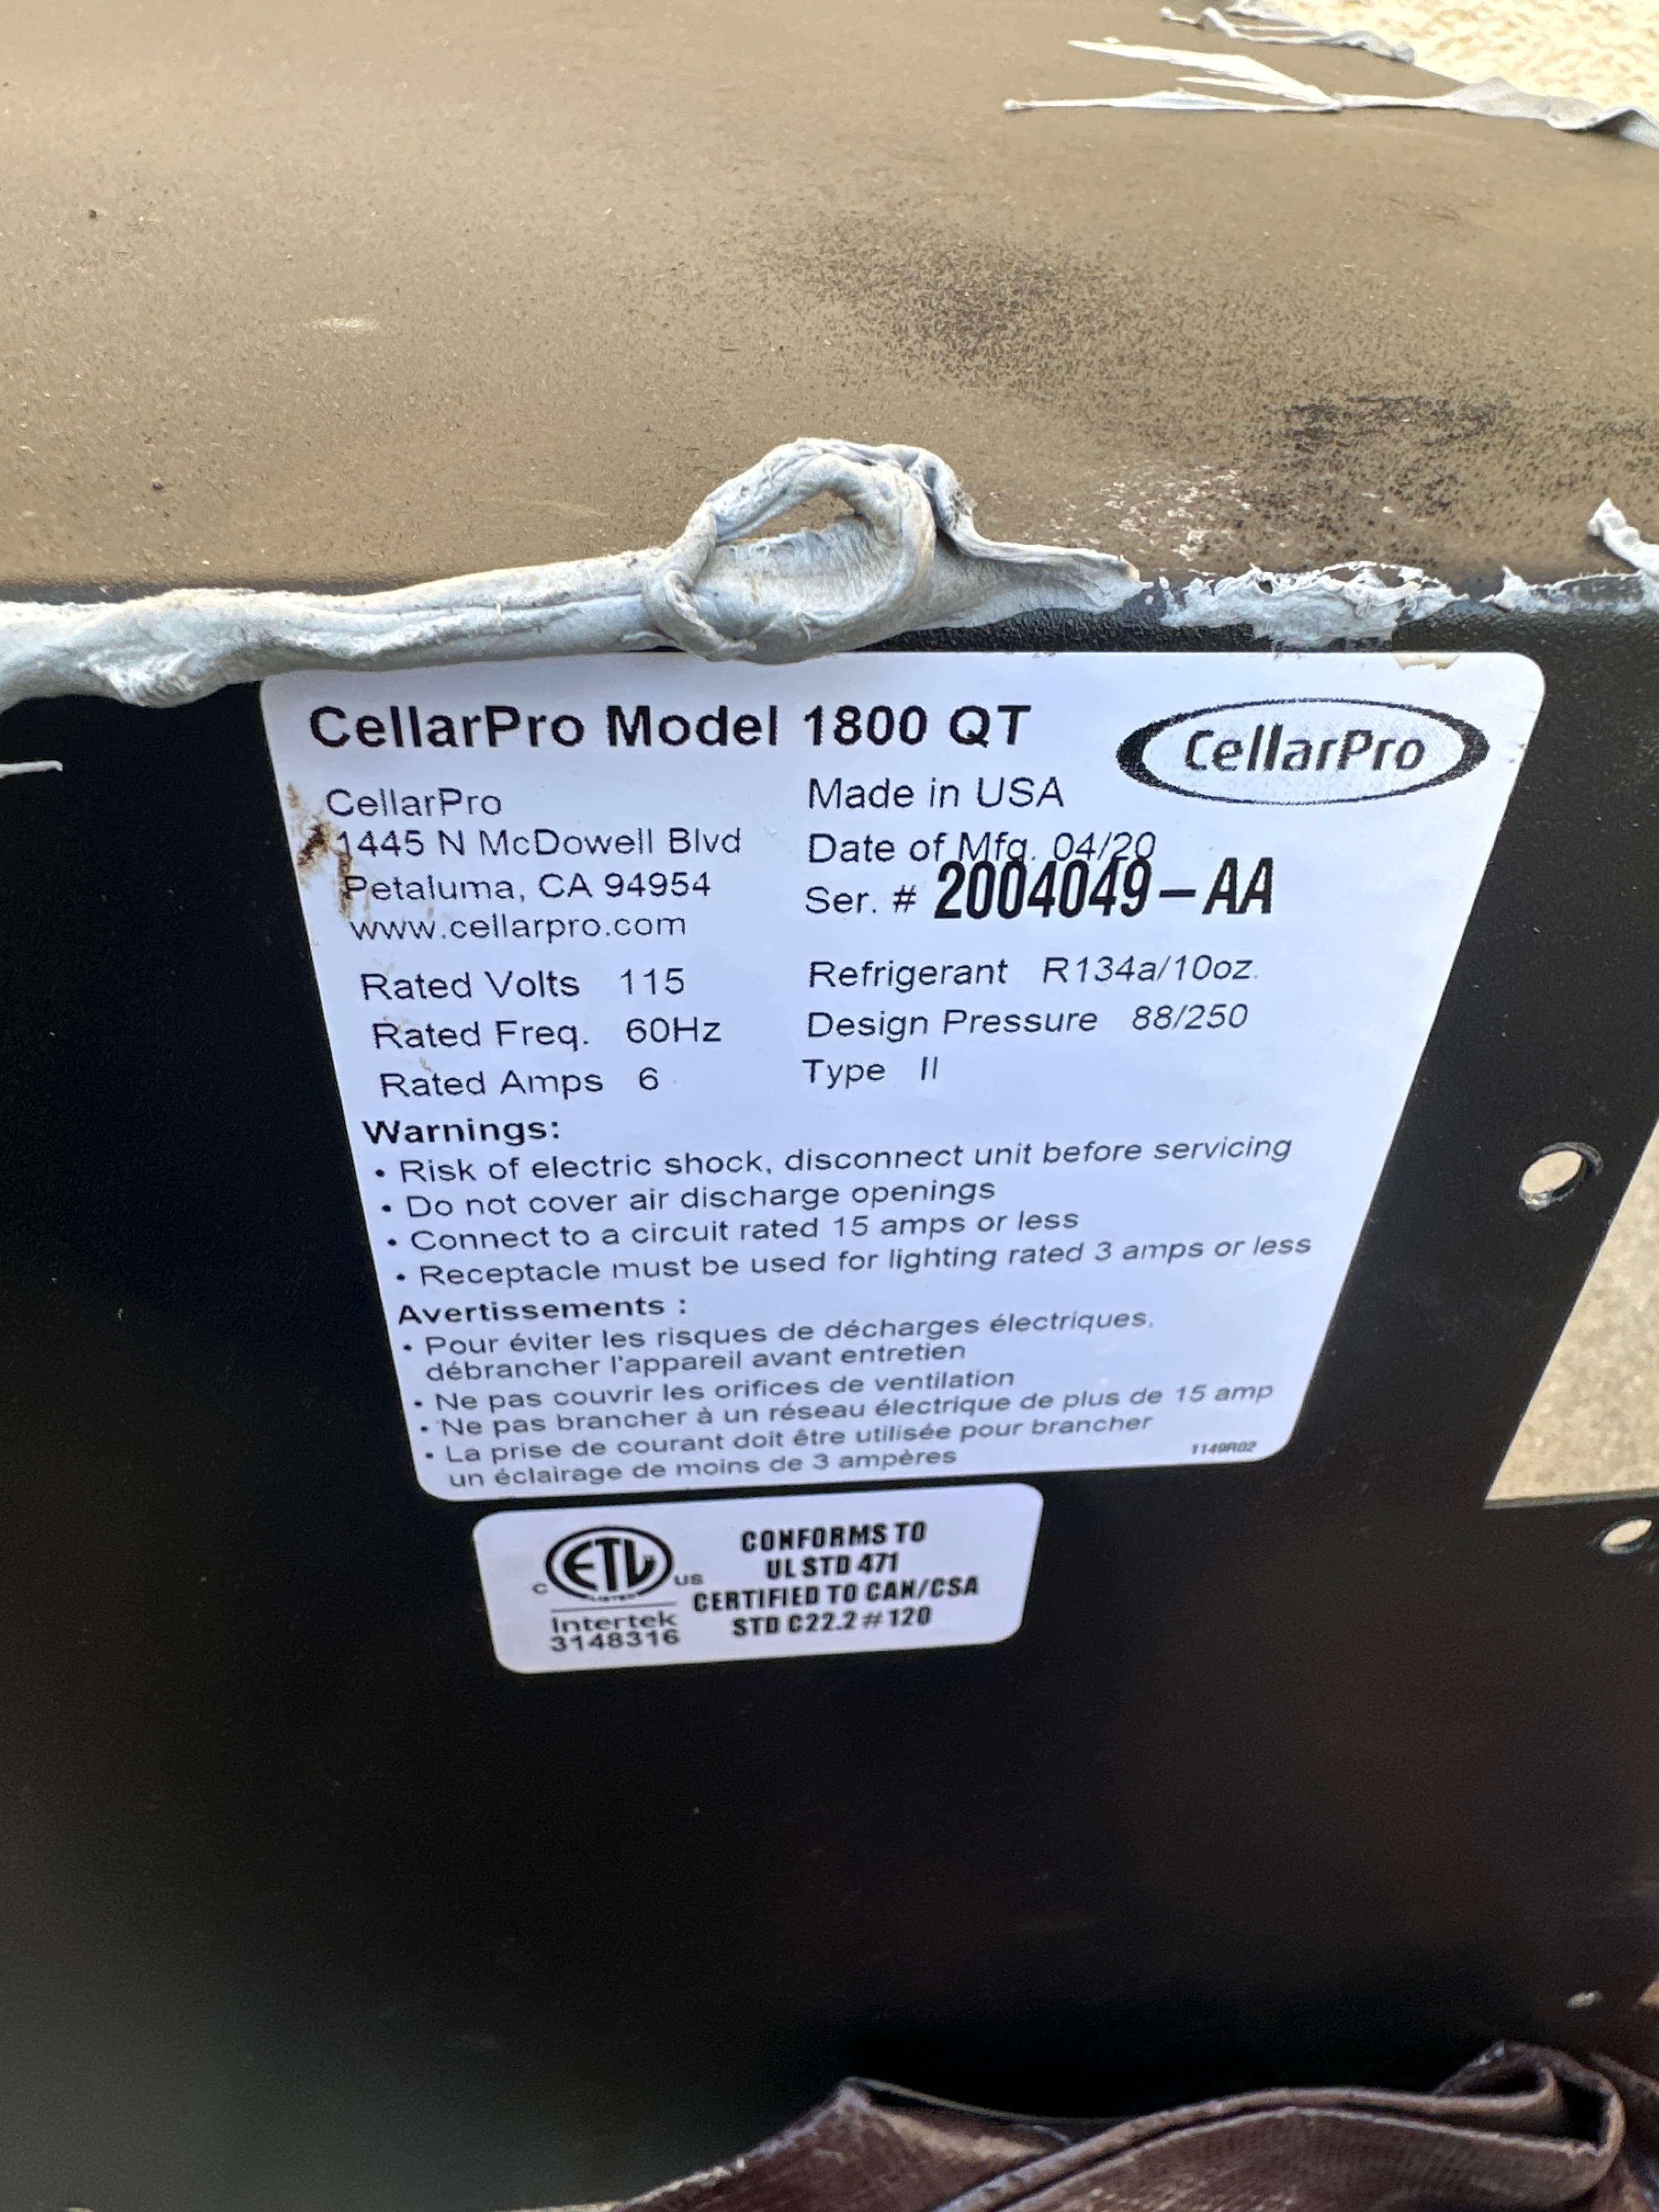 CellarPro Model 1800 QT
CellarPro
CellarPro
1445 N McDowell Blvd
Petaluma, CA 94954
www.cellarpro.com
Made in USA
Date of Mfg. 04/20
Ser. # 2004049-AA
Rated Volts 115
Rated Freq. 60Hz
Rated Amps 6
Refrigerant R134a/10oz.
Design Pressure 88/250
Type II
Warnings:
• Risk of electric shock, disconnect unit before servicing
• Do not cover air discharge openings
• Connect to a circuit rated 15 amps or less
• Receptacle must be used for lighting rated 3 amps or less
Avertissements :
• Pour éviter les risques de décharges électriques,
débrancher l'appareil avant entretien
• Ne pas couvrir les orifices de ventilation
• Ne pas brancher à un réseau électrique de plus de 15 amp
• La prise de courant doit être utilisée pour brancher
un éclairage de moins de 3 ampères
1149R02
C ETL US
LISTED
Intertek
3148316
CONFORMS TO
UL STD 471
CERTIFIED TO CAN/CSA
STD C22.2 # 120